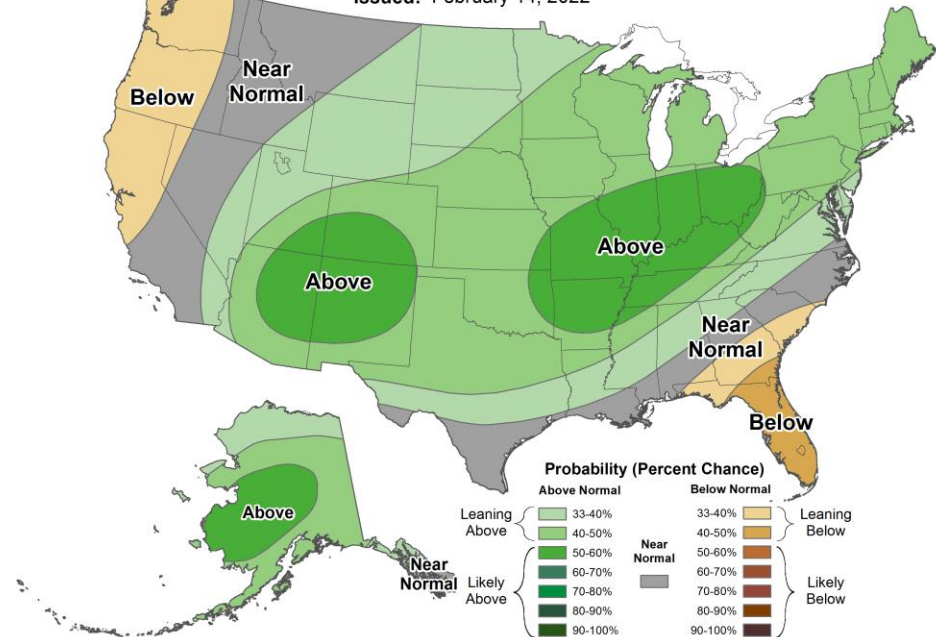 Issued: February 14, 2022
Below
Near
Normal
Above
Above
Near
Normal
Below
Above
Near
Normal
Probability (Percent Chance)
Above Normal
Below Normal
Leaning
Above
33-40%
40-50%
Likely
Above
50-60%
60-70%
70-80%
80-90%
90-100%
Near
Normal
33-40%
40-50%
Leaning
Below
50-60%
60-70%
70-80%
80-90%
90-100%
Likely
Below